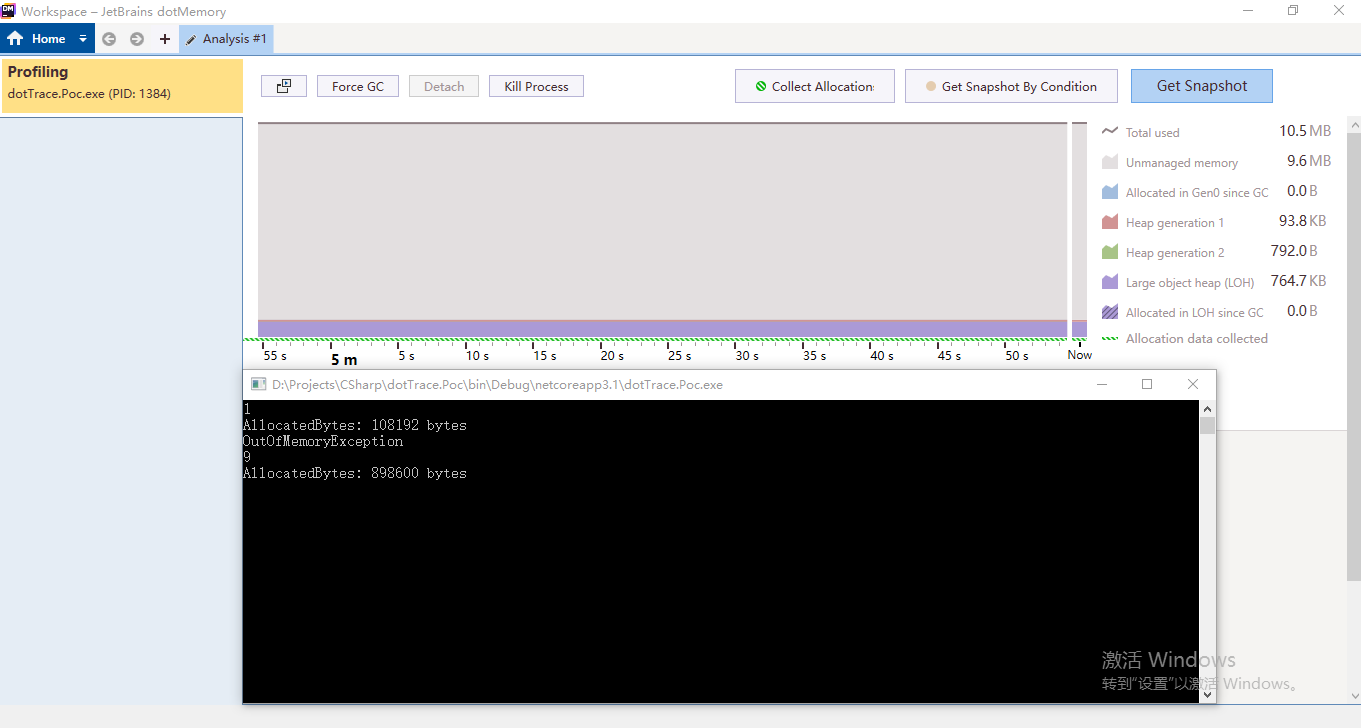 Workspace – JetBrains dotMemory
Home
Analysis #1
Profiling
dotTrace.Poc.exe (PID: 1384)
Force GC
Detach
Kill Process
Collect Allocation
Get Snapshot By Condition
Get Snapshot
Total used 10.5 MB
Unmanaged memory 9.6 MB
Allocated in Gen0 since GC 0.0 B
Heap generation 1 93.8 KB
Heap generation 2 792.0 B
Large object heap (LOH) 764.7 KB
Allocated in LOH since GC 0.0 B
Allocation data collected
55 s 5 m 5 s 10 s 15 s 20 s 25 s 30 s 35 s 40 s 45 s 50 s Now
D:\Projects\CSharp\dotTrace.Poc\bin\Debug\netcoreapp3.1\dotTrace.Poc.exe
1
AllocatedBytes: 108192 bytes
OutOfMemoryException
9
AllocatedBytes: 898600 bytes
激活 Windows
转到"设置"以激活 Windows。